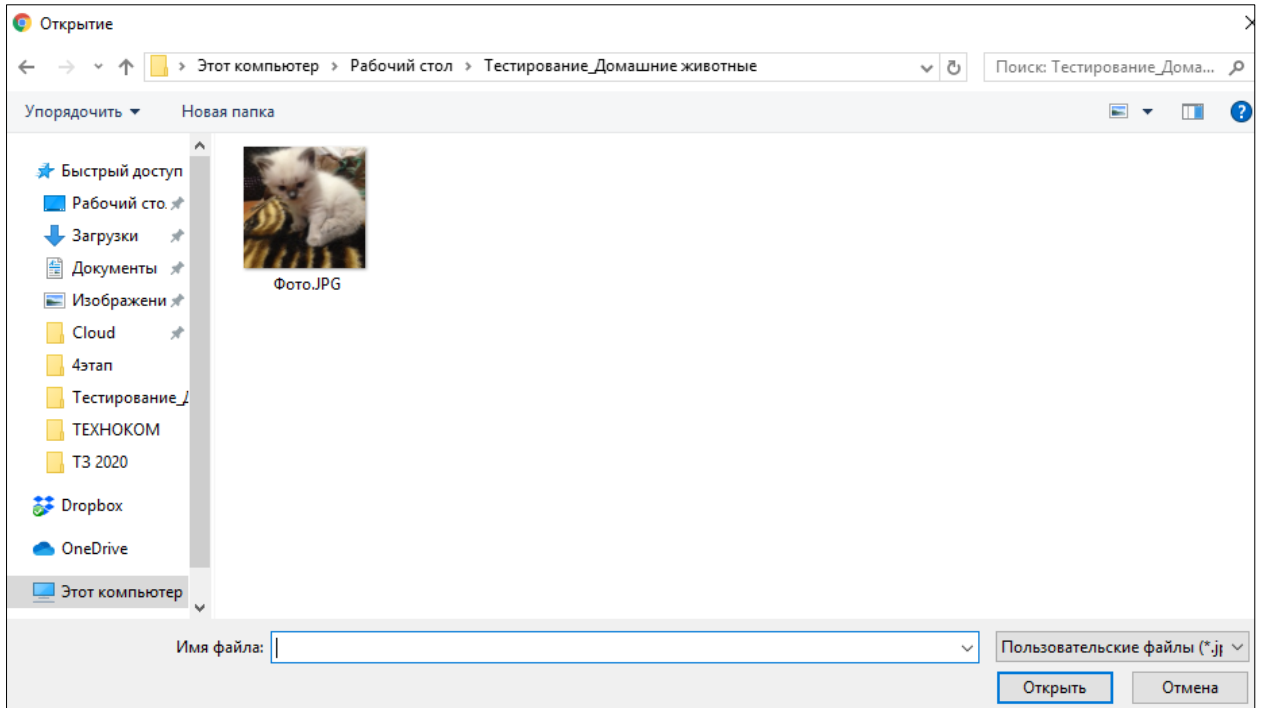 Открытие
Этот компьютер > Рабочий стол > Тестирование_Домашние животные
Поиск: Тестирование_Дома...
Упорядочить
Новая папка
Быстрый доступ
Рабочий сто.
Загрузки
Документы
Изображени
Cloud
4этап
Тестирование_Д
ТЕХНОКОМ
ТЗ 2020
Dropbox
OneDrive
Этот компьютер
Фото.JPG
Имя файла:
Пользовательские файлы (*.jp
Открыть
Отмена